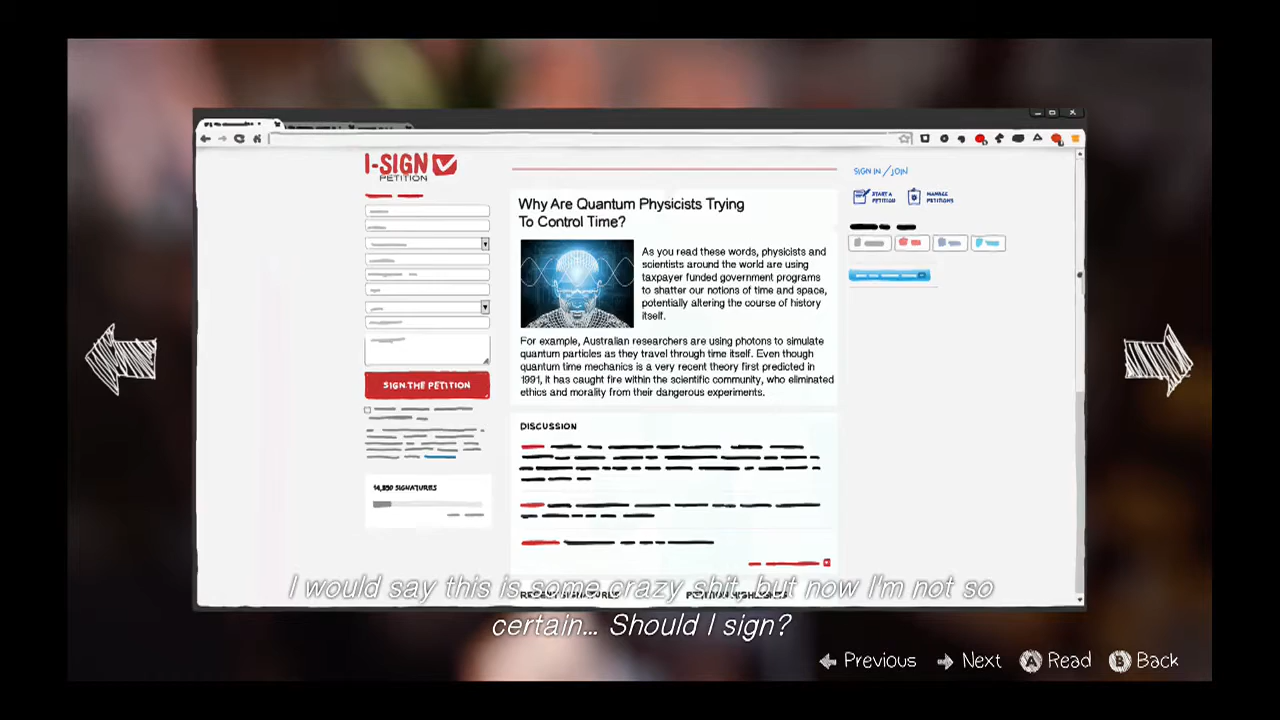 I-SIGN
PETITION
SIGN IN / JOIN
START A
PETITION
MANAGE
PETITIONS
Why Are Quantum Physicists Trying
To Control Time?
As you read these words, physicists and
scientists around the world are using
taxpayer funded government programs
to shatter our notions of time and space,
potentially altering the course of history
itself.
For example, Australian researchers are using photons to simulate
quantum particles as they travel through time itself. Even though
quantum time mechanics is a very recent theory first predicted in
1991, it has caught fire within the scientific community, who eliminated
ethics and morality from their dangerous experiments.
SIGN THE PETITION
DISCUSSION
14,850 SIGNATURES
RECENT SIGNATURES
PETITION HIGHLIGHTS
I would say this is some crazy shit, but now I'm not so
certain... Should I sign?
Previous Next A Read B Back